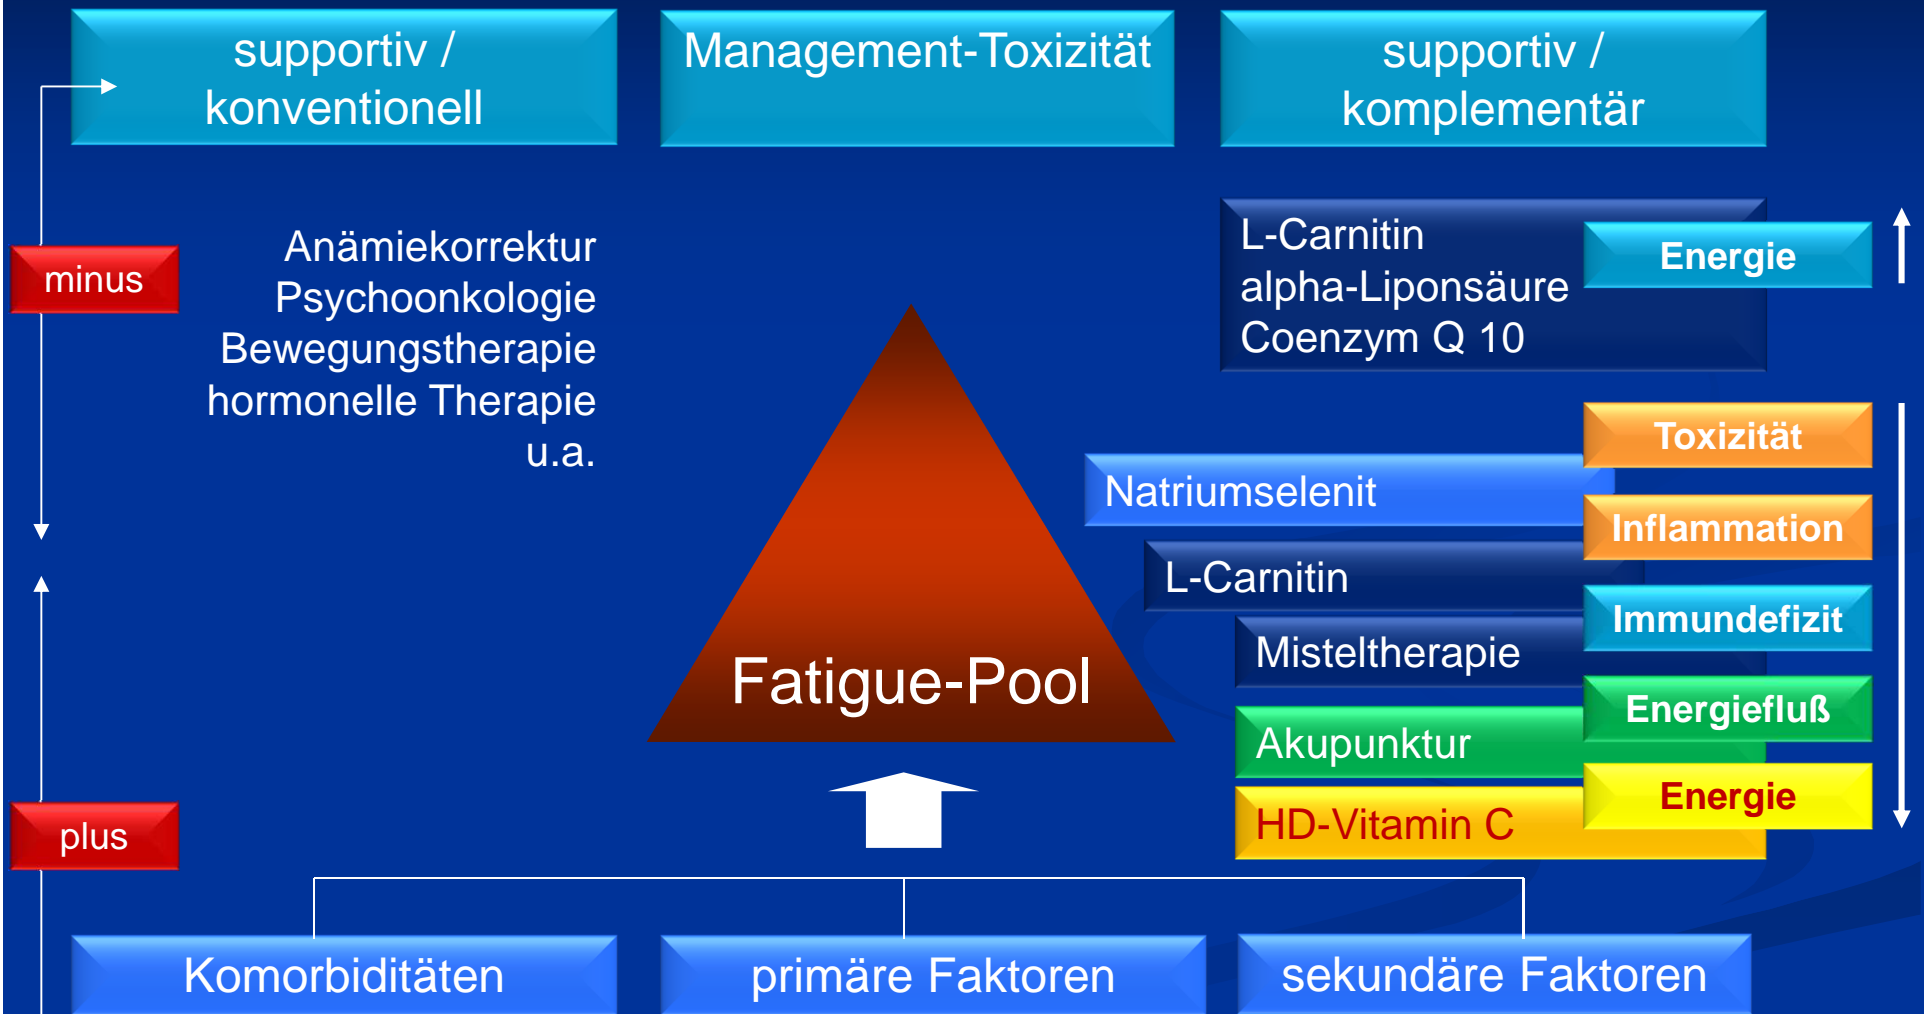 supportiv /
konventionell
Management-Toxizität
supportiv /
komplementär
minus
Anämiekorrektur
Psychoonkologie
Bewegungstherapie
hormonelle Therapie
u.a.
L-Carnitin
alpha-Liponsäure
Coenzym Q 10
Energie
Toxizität
Natriumselenit
Inflammation
L-Carnitin
Immundefizit
Misteltherapie
Fatigue-Pool
Energiefluß
Akupunktur
Energie
HD-Vitamin C
plus
Komorbiditäten
primäre Faktoren
sekundäre Faktoren